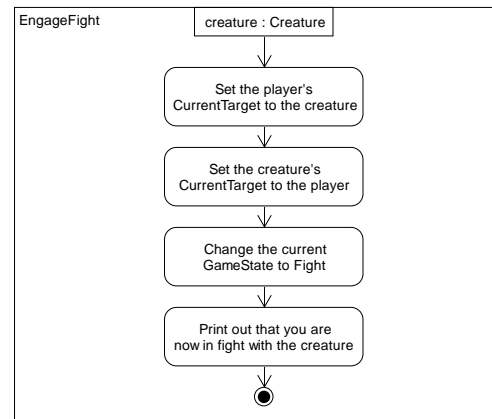 EngageFight
creature : Creature
Set the player's
CurrentTarget to the creature
Set the creature's
CurrentTarget to the player
Change the current
GameState to Fight
Print out that you are
now in fight with the creature